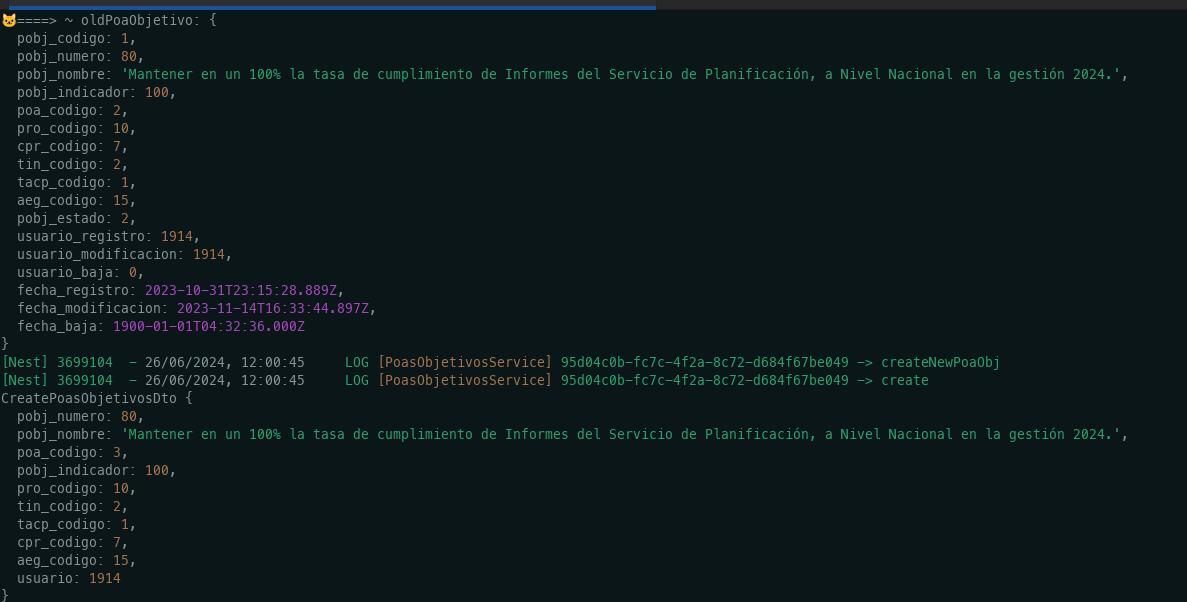 🐱====> ~ oldPoaObjetivo: {
  pobj_codigo: 1,
  pobj_numero: 80,
  pobj_nombre: 'Mantener en un 100% la tasa de cumplimiento de Informes del Servicio de Planificación, a Nivel Nacional en la gestión 2024.',
  pobj_indicador: 100,
  poa_codigo: 2,
  pro_codigo: 10,
  cpr_codigo: 7,
  tin_codigo: 2,
  tacp_codigo: 1,
  aeg_codigo: 15,
  pobj_estado: 2,
  usuario_registro: 1914,
  usuario_modificacion: 1914,
  usuario_baja: 0,
  fecha_registro: 2023-10-31T23:15:28.889Z,
  fecha_modificacion: 2023-11-14T16:33:44.897Z,
  fecha_baja: 1900-01-01T04:32:36.000Z
}
[Nest] 3699104  - 26/06/2024, 12:00:45     LOG [PoasObjetivosService] 95d04c0b-fc7c-4f2a-8c72-d684f67be049 -> createNewPoaObj
[Nest] 3699104  - 26/06/2024, 12:00:45     LOG [PoasObjetivosService] 95d04c0b-fc7c-4f2a-8c72-d684f67be049 -> create
CreatePoasObjetivosDto {
  pobj_numero: 80,
  pobj_nombre: 'Mantener en un 100% la tasa de cumplimiento de Informes del Servicio de Planificación, a Nivel Nacional en la gestión 2024.',
  poa_codigo: 3,
  pobj_indicador: 100,
  pro_codigo: 10,
  tin_codigo: 2,
  tacp_codigo: 1,
  cpr_codigo: 7,
  aeg_codigo: 15,
  usuario: 1914
}